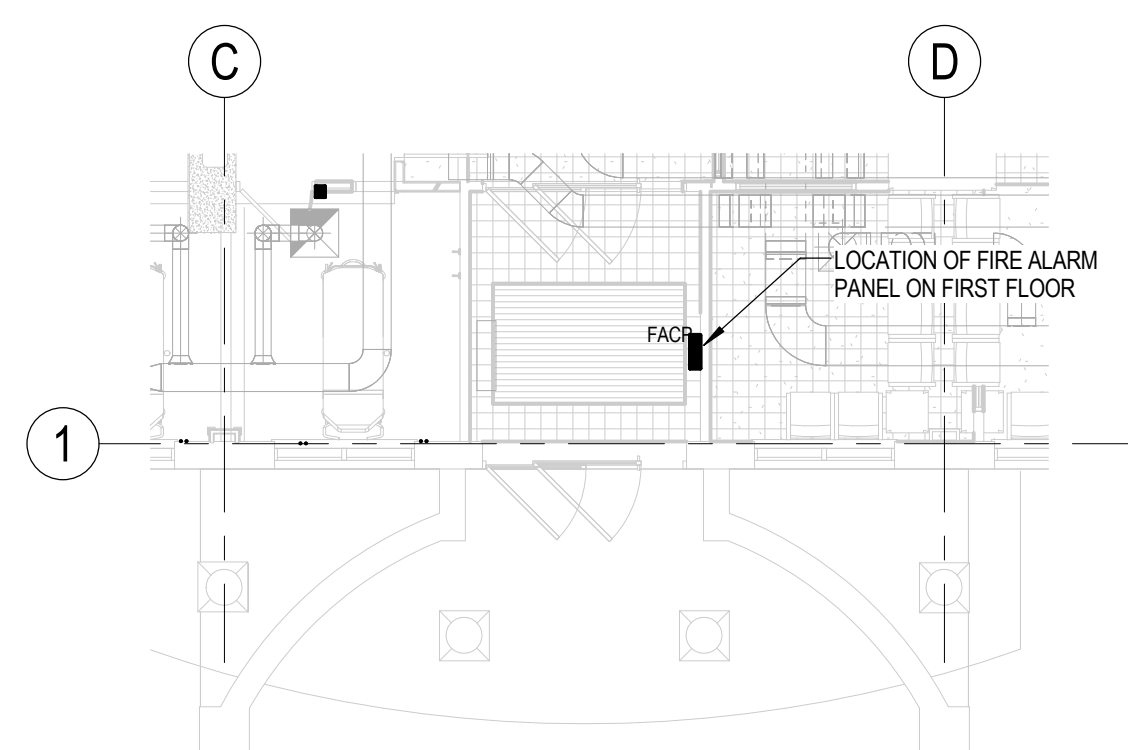 C
D
LOCATION OF FIRE ALARM
PANEL ON FIRST FLOOR
FACP
1